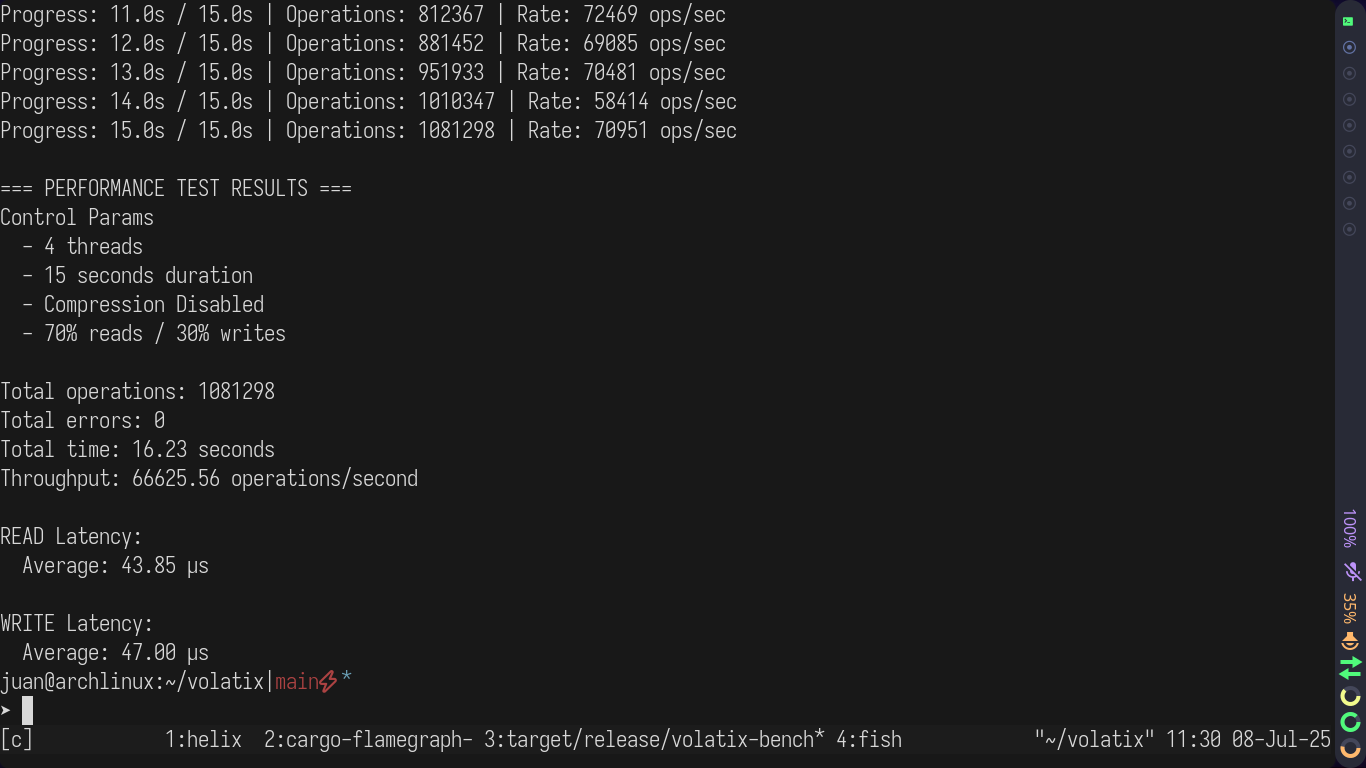 Progress: 11.0s / 15.0s | Operations: 812367 | Rate: 72469 ops/sec
Progress: 12.0s / 15.0s | Operations: 881452 | Rate: 69085 ops/sec
Progress: 13.0s / 15.0s | Operations: 951933 | Rate: 70481 ops/sec
Progress: 14.0s / 15.0s | Operations: 1010347 | Rate: 58414 ops/sec
Progress: 15.0s / 15.0s | Operations: 1081298 | Rate: 70951 ops/sec
=== PERFORMANCE TEST RESULTS ===
Control Params
- 4 threads
- 15 seconds duration
- Compression Disabled
- 70% reads / 30% writes
Total operations: 1081298
Total errors: 0
Total time: 16.23 seconds
Throughput: 66625.56 operations/second
READ Latency:
Average: 43.85 µs
WRITE Latency:
Average: 47.00 µs
juan@archlinux:~/volatix|main⚡*
➤
[c] 1:helix 2:cargo-flamegraph- 3:target/release/volatix-bench* 4:fish "~/volatix" 11:30 08-Jul-25
100%
35%